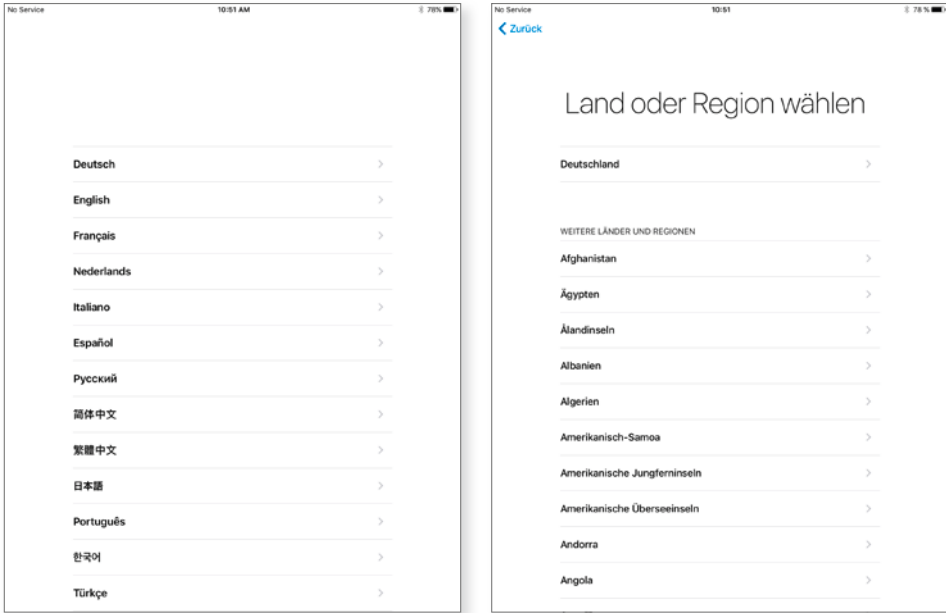 No Service 10:51 AM 78%
Deutsch
English
Français
Nederlands
Italiano
Español
Русский
简体中文
繁體中文
日本語
Português
한국어
Türkçe
No Service 10:51 78 %
Zurück
Land oder Region wählen
Deutschland
WEITERE LÄNDER UND REGIONEN
Afghanistan
Ägypten
Ålandinseln
Albanien
Algerien
Amerikanisch-Samoa
Amerikanische Jungferninseln
Amerikanische Überseeinseln
Andorra
Angola